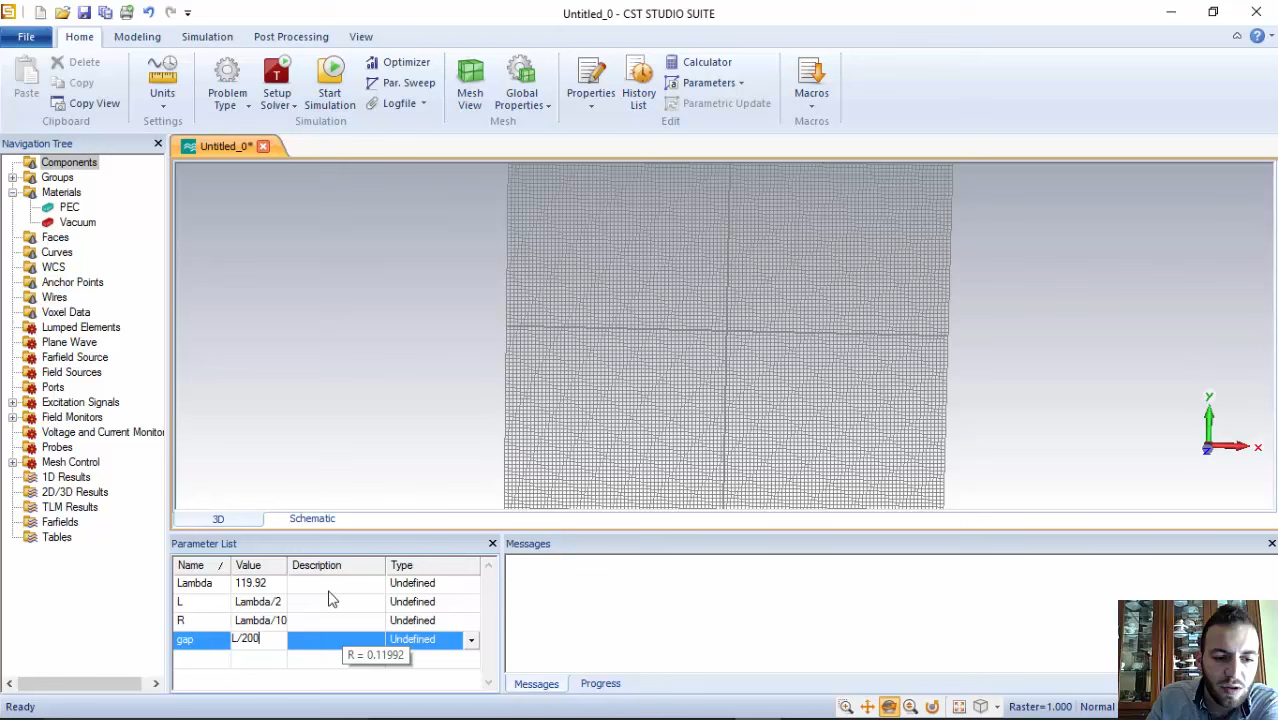 Untitled_0 - CST STUDIO SUITE
File Home Modeling Simulation Post Processing View
Paste
Delete
Copy
Copy View
Clipboard
Units
Settings
Problem Type
Setup Solver
Start Simulation
Optimizer
Par. Sweep
Logfile
Simulation
Mesh View
Global Properties
Mesh
Properties
History List
Calculator
Parameters
Parametric Update
Edit
Macros
Macros
Navigation Tree
Untitled_0*
Components
Groups
Materials
PEC
Vacuum
Faces
Curves
WCS
Anchor Points
Wires
Voxel Data
Lumped Elements
Plane Wave
Farfield Source
Field Sources
Ports
Excitation Signals
Field Monitors
Voltage and Current Monitor
Probes
Mesh Control
1D Results
2D/3D Results
TLM Results
Farfields
Tables
y
x
3D Schematic
Parameter List
Name / Value Description Type
Lambda 119.92 Undefined
L Lambda/2 Undefined
R Lambda/10 Undefined
gap L/200 Undefined
R = 0.11992
Messages
Messages Progress
Ready
Raster=1.000 Normal